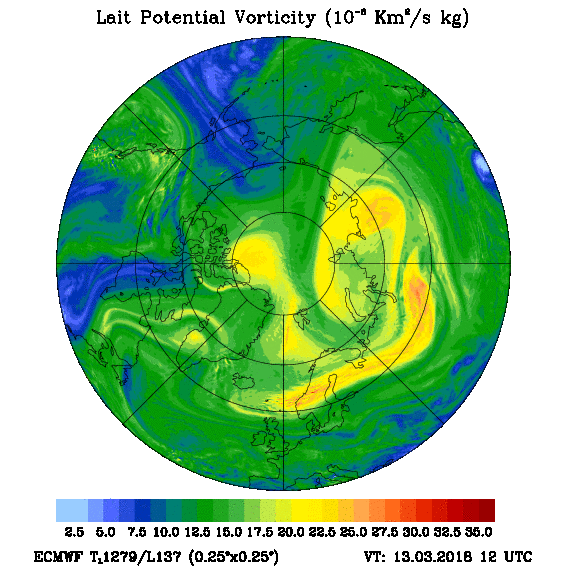 Lait Potential Vorticity (10⁻⁶ Km²/s kg)
2.5 5.0 7.5 10.0 12.5 15.0 17.5 20.0 22.5 25.0 27.5 30.0 32.5 35.0
ECMWF T_L1279/L137 (0.25°x0.25°) VT: 13.03.2018 12 UTC